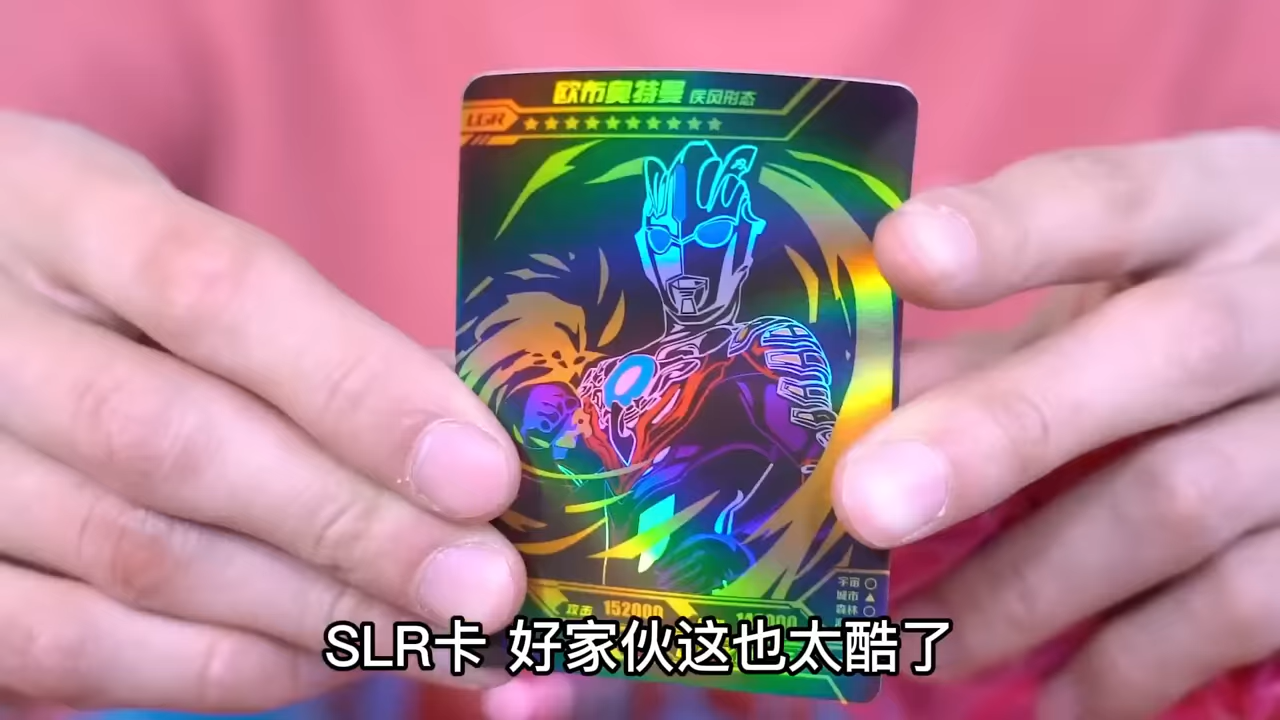 欧布奥特曼 疾风形态
LGR
攻击 152000
宇宙
城市
森林
SLR卡 好家伙这也太酷了